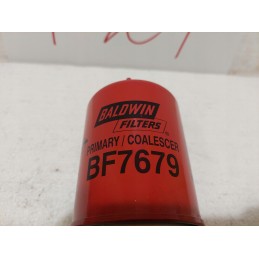 BALDWIN
FILTERS
PRIMARY / COALESCER
BF7679